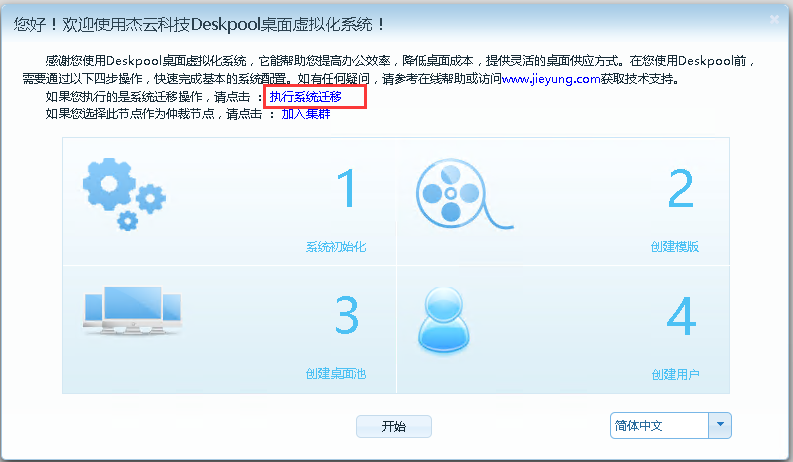 您好！欢迎使用杰云科技Deskpool桌面虚拟化系统！
感谢您使用Deskpool桌面虚拟化系统，它能帮助您提高办公效率，降低桌面成本，提供灵活的桌面供应方式。在您使用Deskpool前，
需要通过以下四步操作，快速完成基本的系统配置。如有任何疑问，请参考在线帮助或访问www.jieyung.com获取技术支持。
如果您执行的是系统迁移操作，请点击 ： 执行系统迁移
如果您选择此节点作为仲裁节点，请点击 ： 加入集群
1
系统初始化
2
创建模版
3
创建桌面池
4
创建用户
开始
简体中文